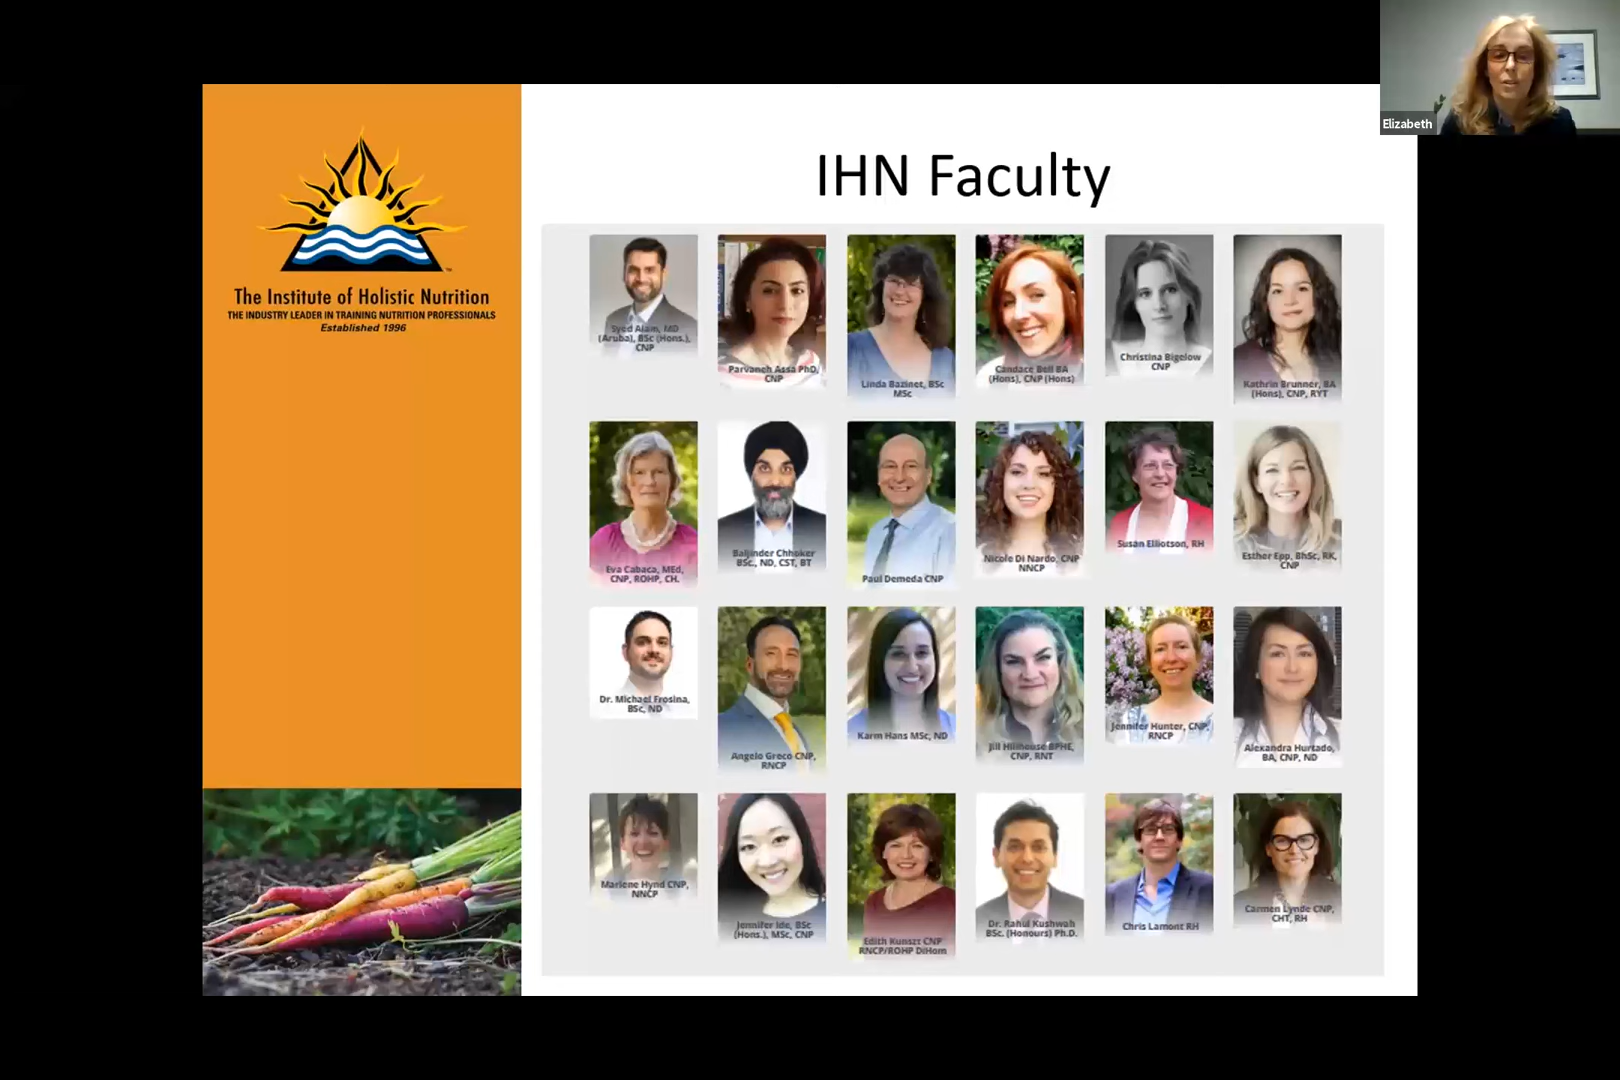 Elizabeth
IHN Faculty
The Institute of Holistic Nutrition
THE INDUSTRY LEADER IN TRAINING NUTRITION PROFESSIONALS
Established 1996
Syed Alam, MD
(Aruba), BSc (Hons.),
CNP
Parvaneh Assa PhD,
CNP
Linda Bazinet, BSc
MSc
Candace Bell BA
(Hons), CNP (Hons)
Christina Bigelow
CNP
Kathrin Brunner, BA
(Hons), CNP, RYT
Eva Cabaca, MEd,
CNP, ROHP, CH.
Baljinder Chhoker
BSc., ND, CST, BT
Paul Demeda CNP
Nicole Di Nardo, CNP
NNCP
Susan Elliotson, RH
Esther Epp, BhSc, RK,
CNP
Dr. Michael Frosina,
BSc, ND
Angelo Greco CNP,
RNCP
Karm Hans MSc, ND
Jill Hillhouse BPHE,
CNP, RNT
Jennifer Hunter, CNP,
RNCP
Alexandra Hurtado,
BA, CNP, ND
Marlene Hynd CNP,
NNCP
Jennifer Ide, BSc
(Hons.), MSc, CNP
Edith Kunszt CNP
RNCP/ROHP DiHom
Dr. Rahul Kushwah
BSc. (Honours) Ph.D.
Chris Lamont RH
Carmen Lynde CNP,
CHT, RH